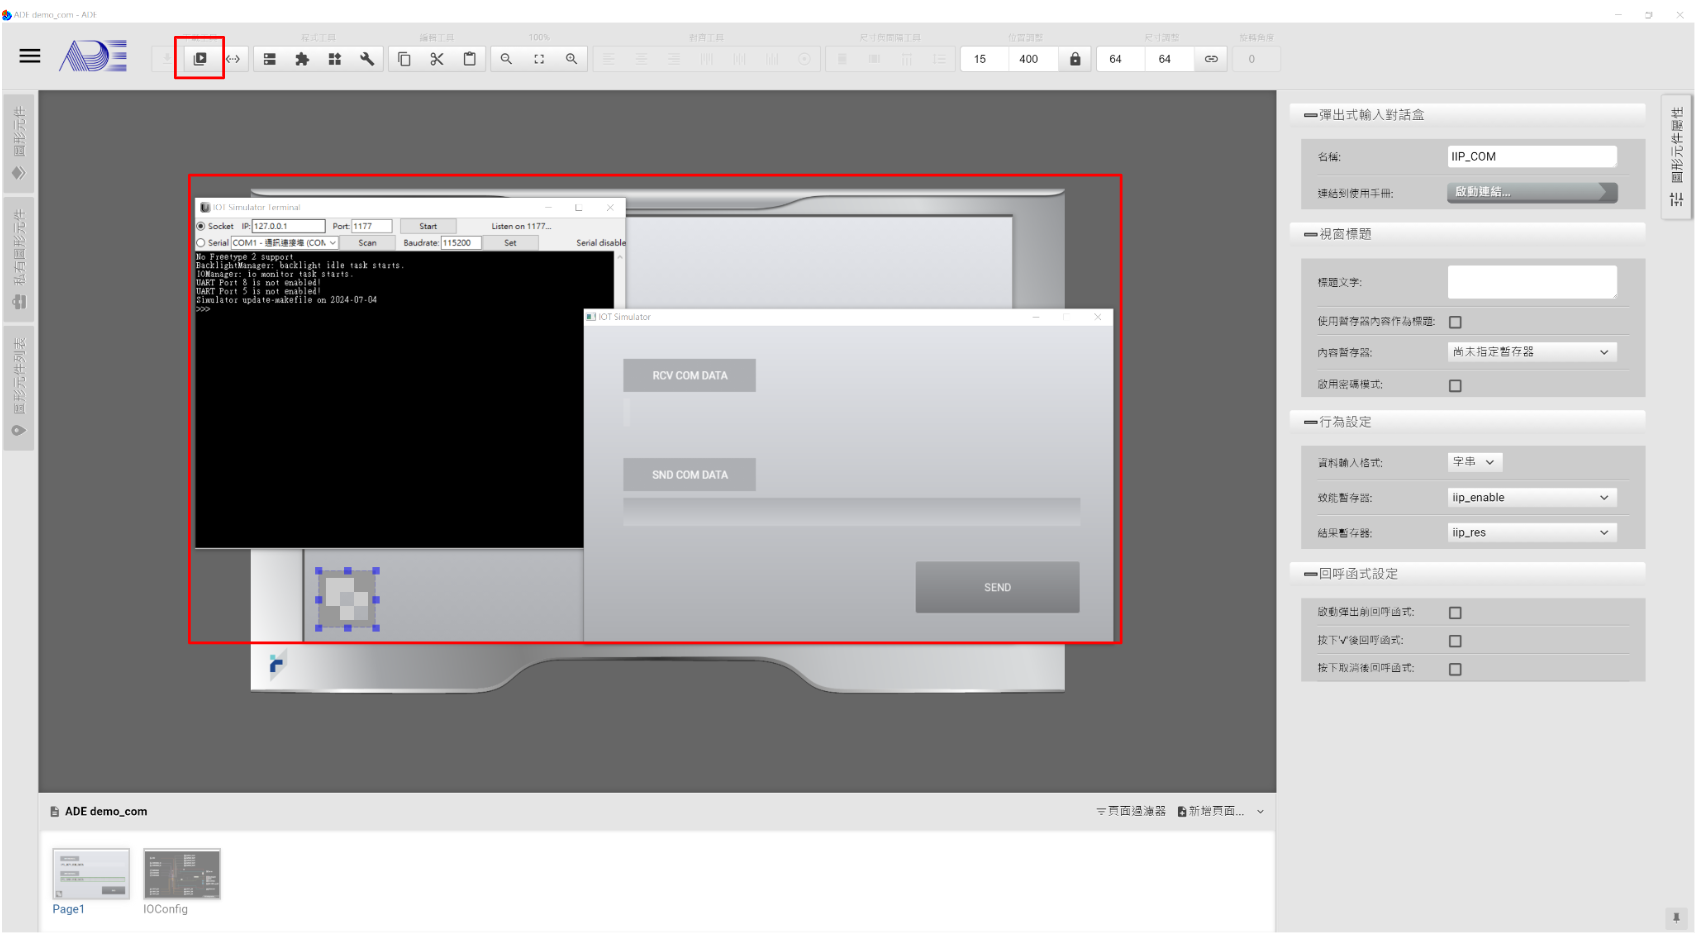 ADE demo_com - ADE
ADE
程式工具
編輯工具
100%
對齊工具
位置調整
尺寸調整
旋轉角度
15
400
64
64
0
圖形元件
私有圖形元件
圖形元件列表
IOT Simulator Terminal
Socket IP: 127.0.0.1 Port: 1177 Start Listen on 1177...
Serial COM1 - 通訊連接埠 (COM Scan Baudrate: 115200 Set Serial disable
No Freetype 2 support
BacklightManager: backlight idle task starts.
IOManager: io monitor task starts.
UART Port 8 is not enabled!
UART Port 5 is not enabled!
Simulator update-makefile on 2024-07-04
>>>
IOT Simulator
RCV COM DATA
SND COM DATA
SEND
彈出式輸入對話盒
名稱: IIP_COM
連結到使用手冊: 啟動連結...
視窗標題
標題文字:
使用暫存器內容作為標題:
內容暫存器: 尚未指定暫存器
啟用密碼模式:
行為設定
資料輸入格式: 字串
致能暫存器: iip_enable
結果暫存器: iip_res
回呼函式設定
啟動彈出前回呼函式:
按下'V'後回呼函式:
按下取消後回呼函式:
圖形元件屬性
ADE demo_com
頁面過濾器
新增頁面...
Page1
IOConfig